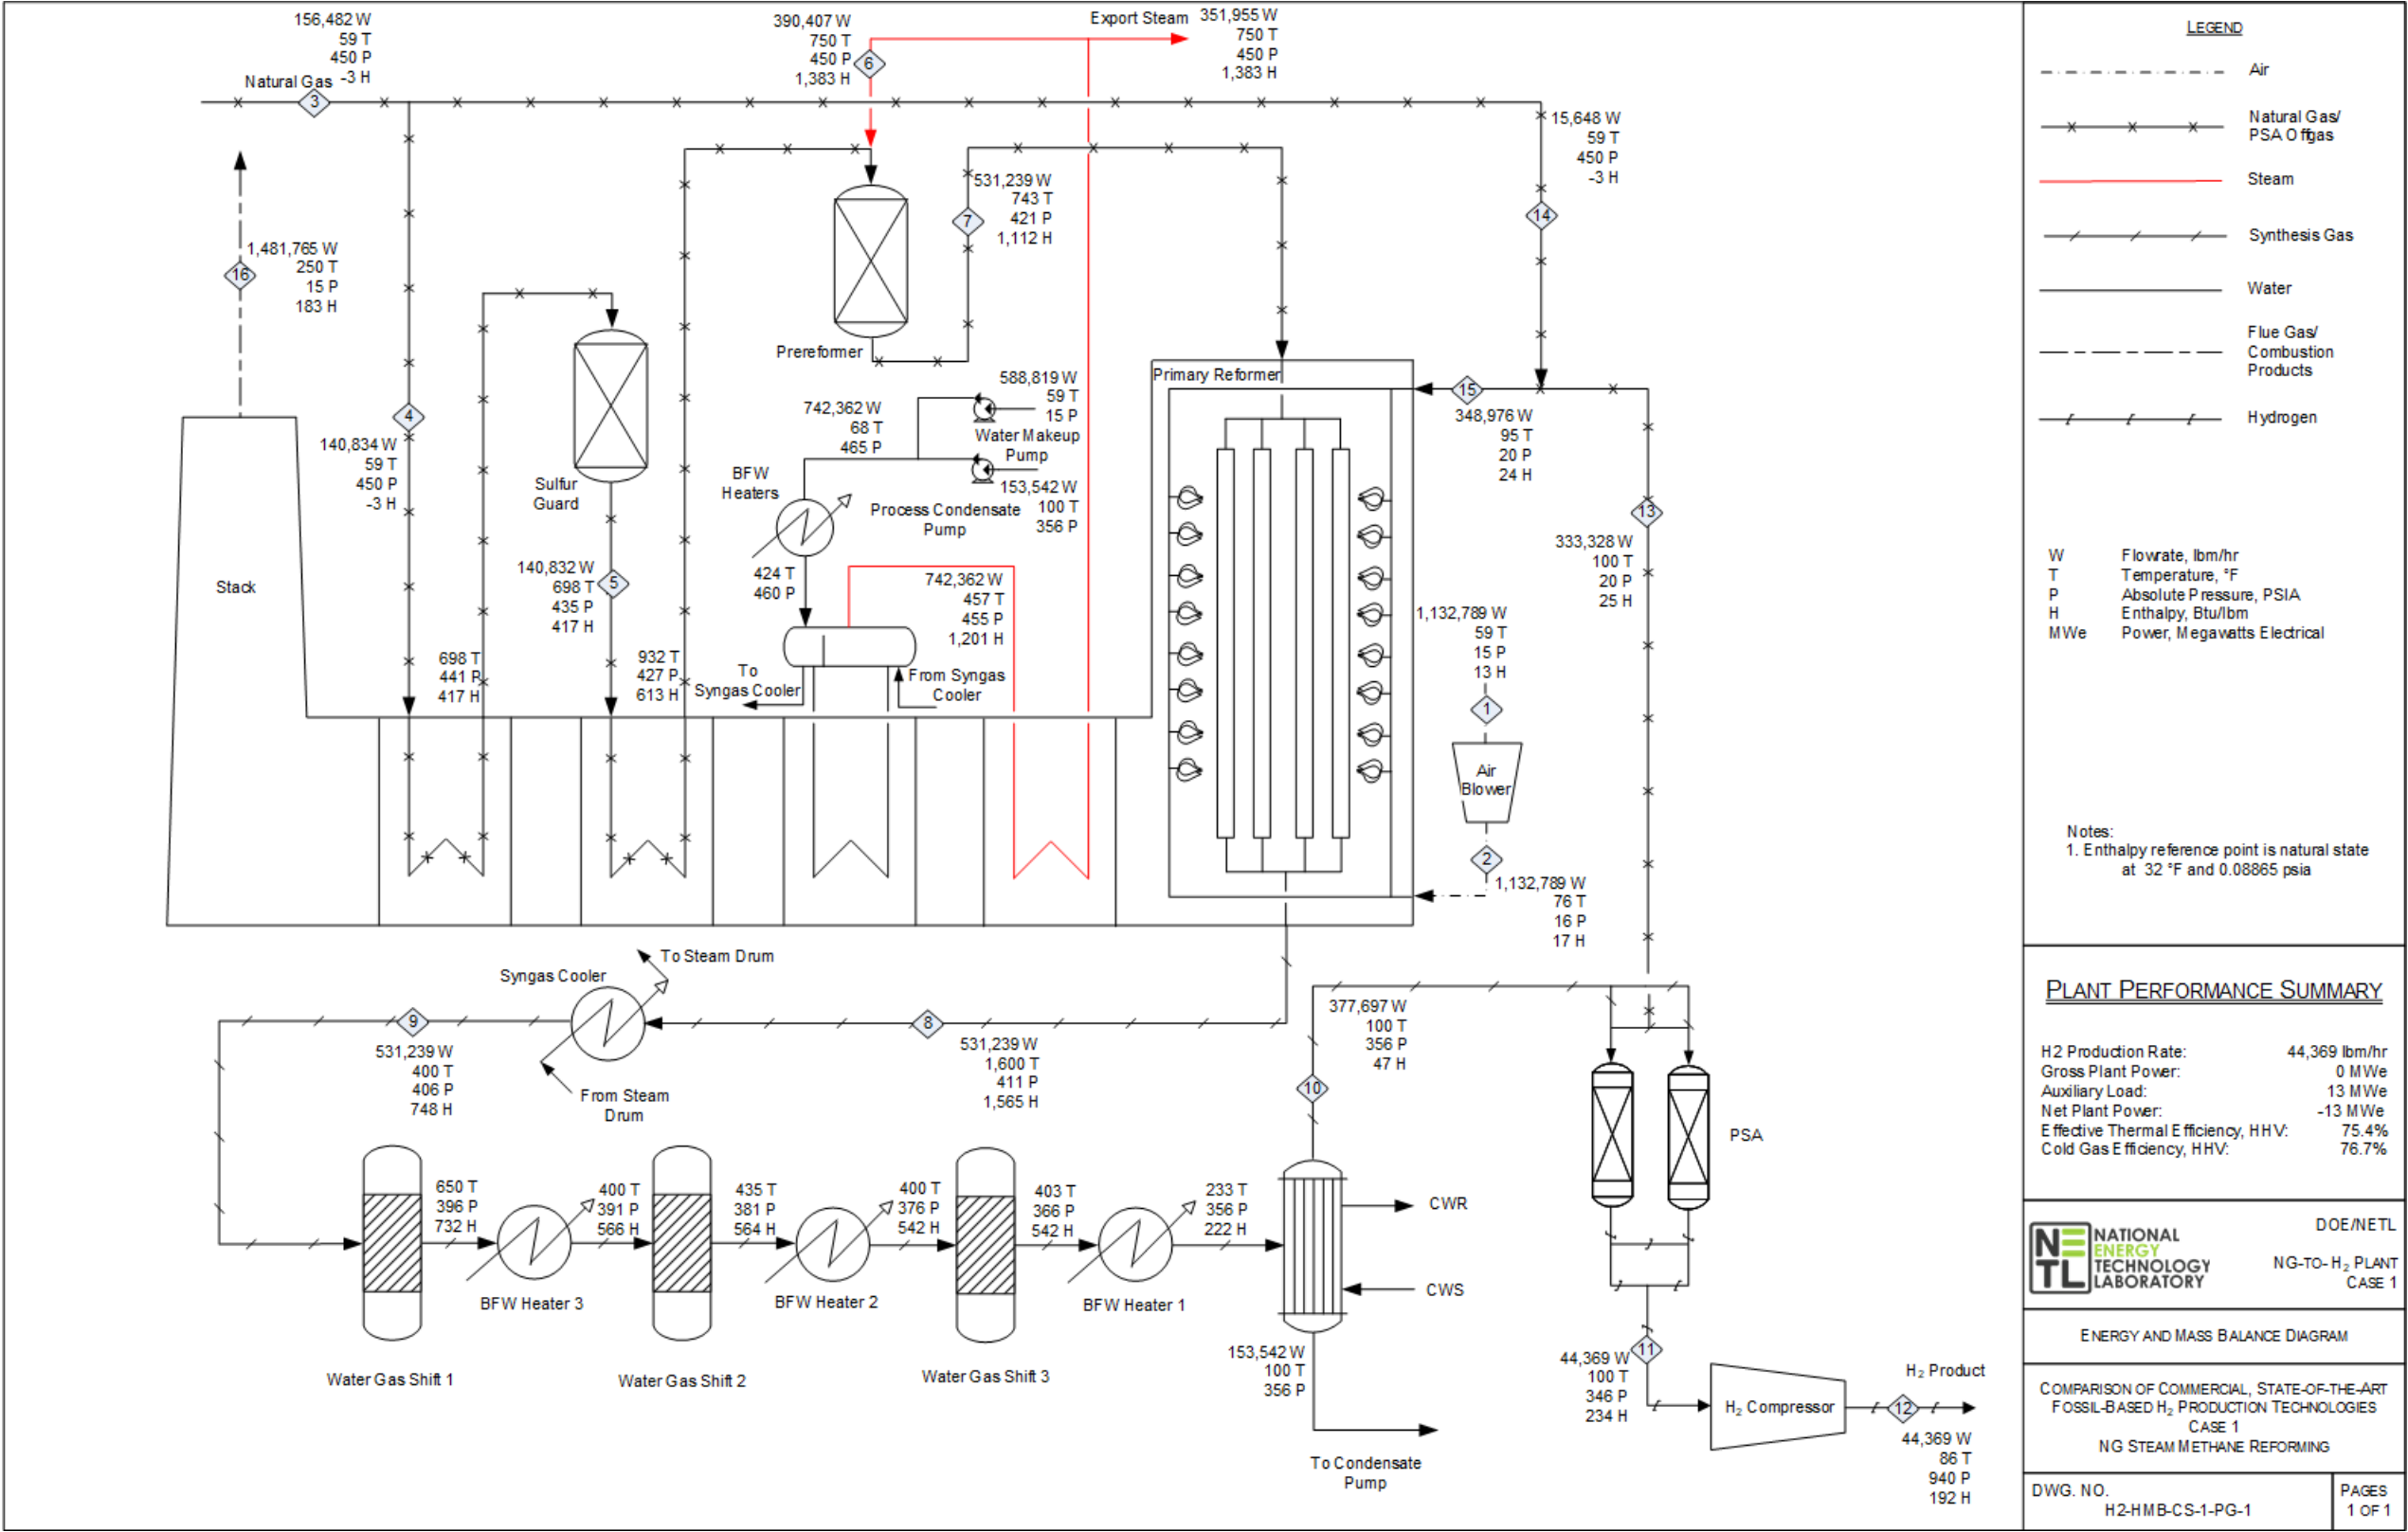 156,482 W
59 T
450 P
-3 H
Natural Gas
3
390,407 W
750 T
450 P
1,383 H
6
Export Steam
351,955 W
750 T
450 P
1,383 H
15,648 W
59 T
450 P
-3 H
14
1,481,765 W
250 T
15 P
183 H
16
531,239 W
743 T
421 P
1,112 H
7
Prereformer
4
140,834 W
59 T
450 P
-3 H
Sulfur
Guard
140,832 W
698 T
435 P
417 H
5
588,819 W
59 T
15 P
Water Makeup
Pump
742,362 W
68 T
465 P
BFW
Heaters
153,542 W
100 T
356 P
Process Condensate
Pump
424 T
460 P
742,362 W
457 T
455 P
1,201 H
To
Syngas Cooler
From Syngas
Cooler
698 T
441 P
417 H
932 T
427 P
613 H
Stack
Primary Reformer
15
348,976 W
95 T
20 P
24 H
13
333,328 W
100 T
20 P
25 H
1,132,789 W
59 T
15 P
13 H
1
Air
Blower
2
1,132,789 W
76 T
16 P
17 H
Syngas Cooler
To Steam Drum
From Steam
Drum
9
531,239 W
400 T
406 P
748 H
8
531,239 W
1,600 T
411 P
1,565 H
377,697 W
100 T
356 P
47 H
10
PSA
650 T
396 P
732 H
400 T
391 P
566 H
435 T
381 P
564 H
400 T
376 P
542 H
403 T
366 P
542 H
233 T
356 P
222 H
CWR
CWS
BFW Heater 3
BFW Heater 2
BFW Heater 1
Water Gas Shift 1
Water Gas Shift 2
Water Gas Shift 3
153,542 W
100 T
356 P
To Condensate
Pump
11
44,369 W
100 T
346 P
234 H
H2 Compressor
H2 Product
12
44,369 W
86 T
940 P
192 H
LEGEND
Air
Natural Gas/
PSA Offgas
Steam
Synthesis Gas
Water
Flue Gas/
Combustion
Products
Hydrogen
W Flowrate, lbm/hr
T Temperature, °F
P Absolute Pressure, PSIA
H Enthalpy, Btu/lbm
MWe Power, Megawatts Electrical
Notes:
1. Enthalpy reference point is natural state
at 32 °F and 0.08865 psia
PLANT PERFORMANCE SUMMARY
H2 Production Rate: 44,369 lbm/hr
Gross Plant Power: 0 MWe
Auxiliary Load: 13 MWe
Net Plant Power: -13 MWe
Effective Thermal Efficiency, HHV: 75.4%
Cold Gas Efficiency, HHV: 76.7%
NETL
NATIONAL
ENERGY
TECHNOLOGY
LABORATORY
DOE/NETL
NG-TO- H2 PLANT
CASE 1
ENERGY AND MASS BALANCE DIAGRAM
COMPARISON OF COMMERCIAL, STATE-OF-THE-ART
FOSSIL-BASED H2 PRODUCTION TECHNOLOGIES
CASE 1
NG STEAM METHANE REFORMING
DWG. NO.
H2-HMB-CS-1-PG-1
PAGES
1 OF 1